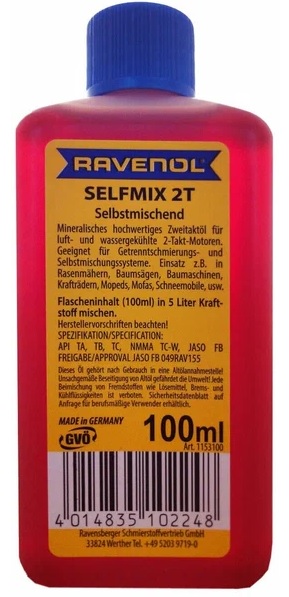 RAVENOL
SELFMIX 2T
Selbstmischend
Mineralisches hochwertiges Zweitaktöl für
luft- und wassergekühlte 2-Takt-Motoren.
Geeignet für Getrenntschmierungs- und
Selbstmischungssysteme. Einsatz z.B. in
Rasenmähern, Baumsägen, Baumaschinen,
Krafträdern, Mopeds, Mofas, Schneemobile, usw.
Flascheninhalt (100ml) in 5 Liter Kraft-
stoff mischen.
Herstellervorschriften beachten!
SPEZIFIKATION/SPECIFICATION:
API TA, TB, TC, NMMA TC-W, JASO FB
FREIGABE/APPROVAL JASO FB 049RAV155
Dieses Öl gehört nach Gebrauch in eine Altölannahmestelle!
Unsachgemäße Beseitigung von Altöl gefährdet die Umwelt! Jede
Beimischung von Fremdstoffen wie Lösemittel, Brems- und
Kühlflüssigkeiten ist verboten. Sicherheitsdatenblatt auf
Anfrage für berufsmäßige Verwender erhältlich.
MADE IN GERMANY
GVÖ
100ml
Art. 1153100
4 014835 102248
Ravensberger Schmierstoffvertrieb GmbH
33824 Werther Tel. +49 5203 9719-0